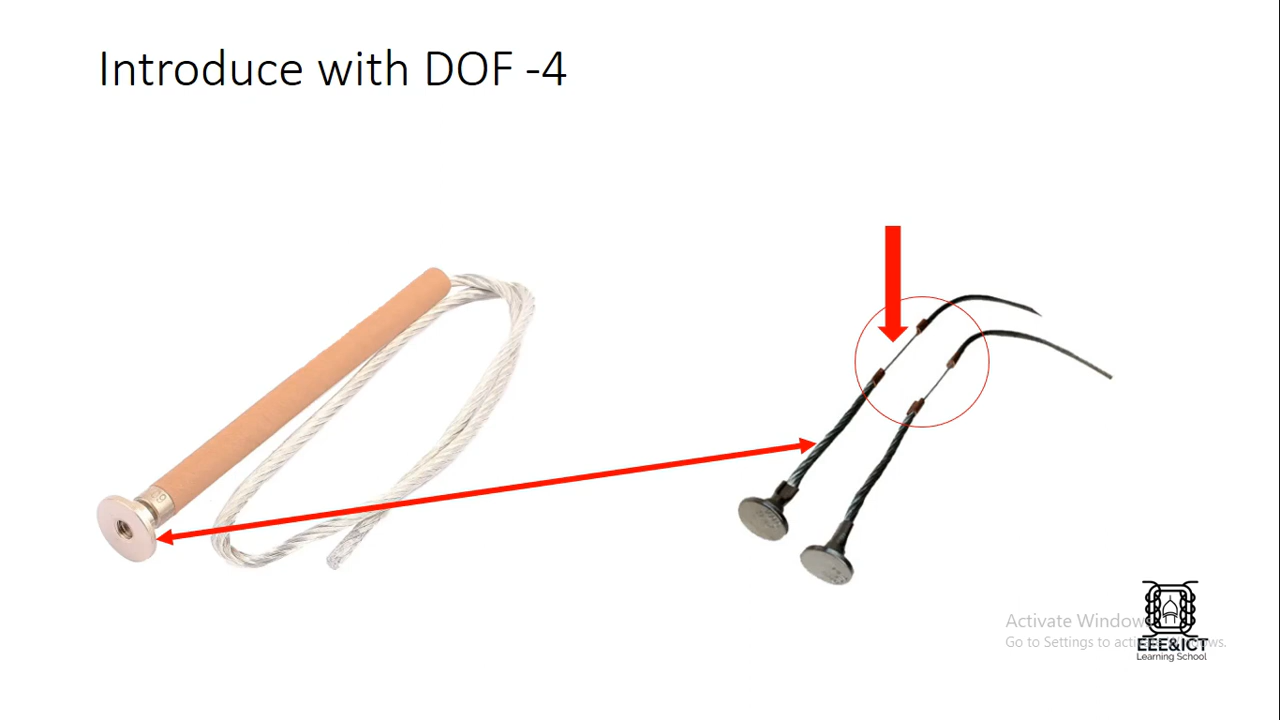 Introduce with DOF -4
Activate Windows
Go to Settings to activate Windows.
EEE&ICT
Learning School